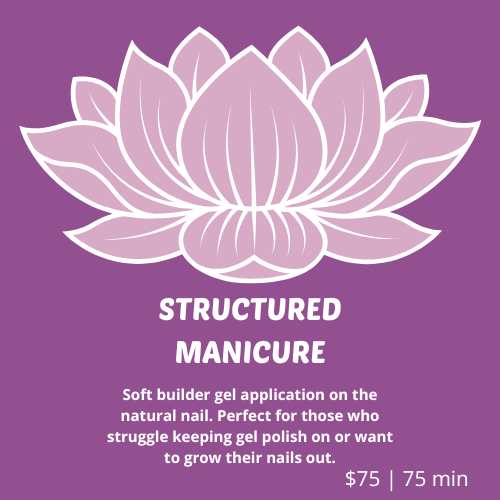 STRUCTURED
MANICURE
Soft builder gel application on the
natural nail. Perfect for those who
struggle keeping gel polish on or want
to grow their nails out.
$75 | 75 min